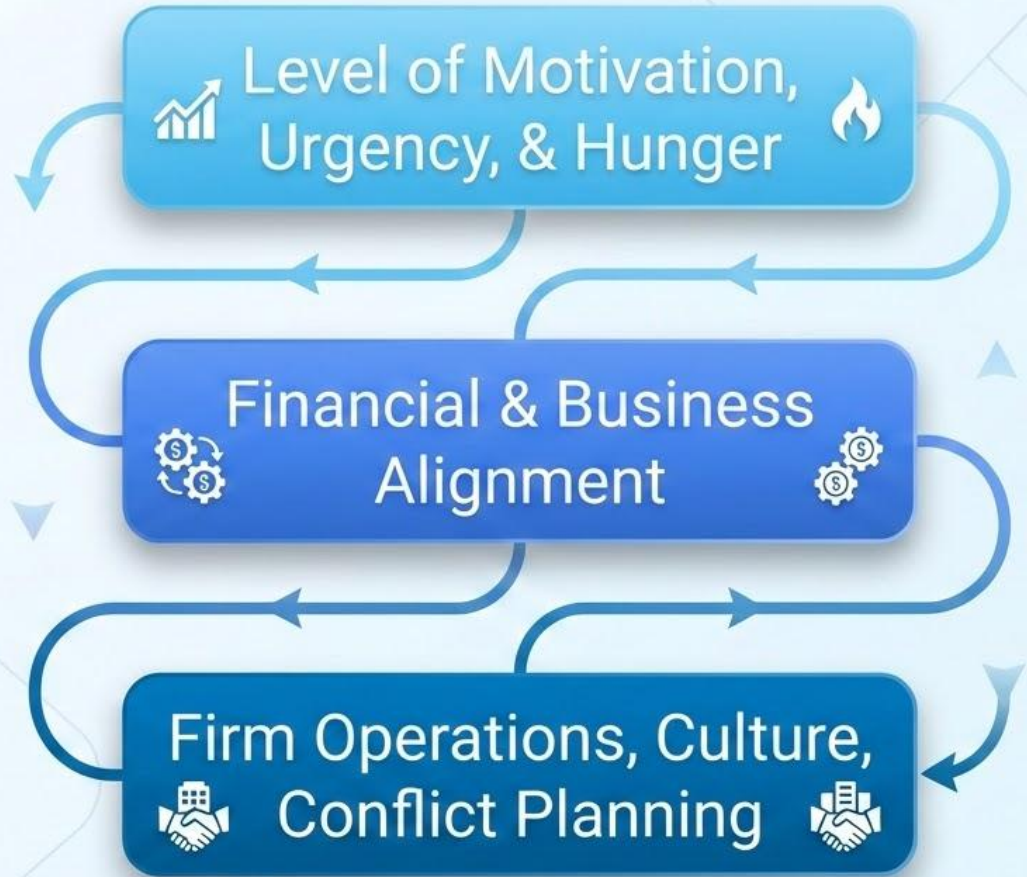 Level of Motivation,
Urgency, & Hunger
Financial & Business
Alignment
$
$
$
$
Firm Operations, Culture,
Conflict Planning